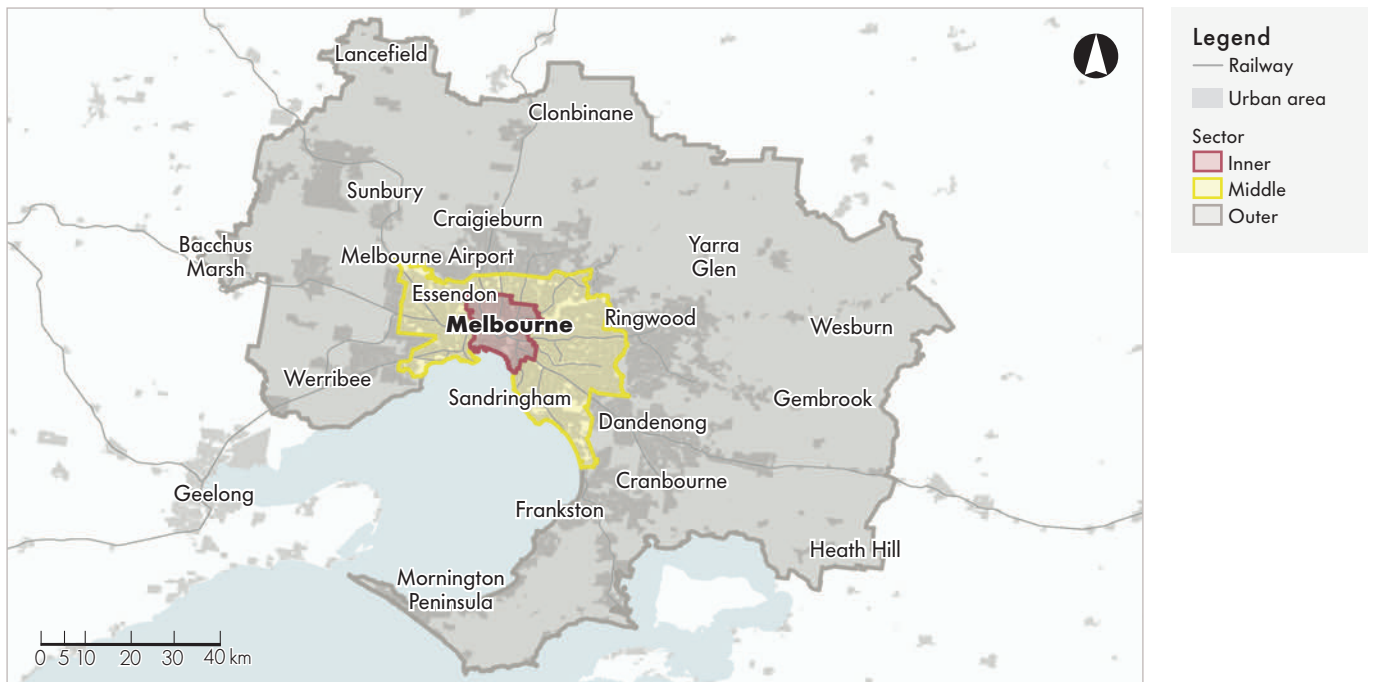 Lancefield
Clonbinane
Sunbury
Craigieburn
Bacchus
Marsh
Melbourne Airport
Yarra
Glen
Essendon
Melbourne
Ringwood
Wesburn
Werribee
Sandringham
Gembrook
Dandenong
Cranbourne
Geelong
Frankston
Heath Hill
Mornington
Peninsula
0 5 10 20 30 40 km
Legend
Railway
Urban area
Sector
Inner
Middle
Outer